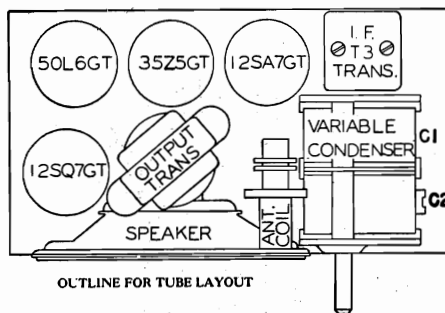 50L6GT
35Z5GT
12SA7GT
I.F.
T3
TRANS.
12SQ7GT
OUTPUT
TRANS
VARIABLE
CONDENSER
C1
C2
SPEAKER
ANT.
COIL
OUTLINE FOR TUBE LAYOUT